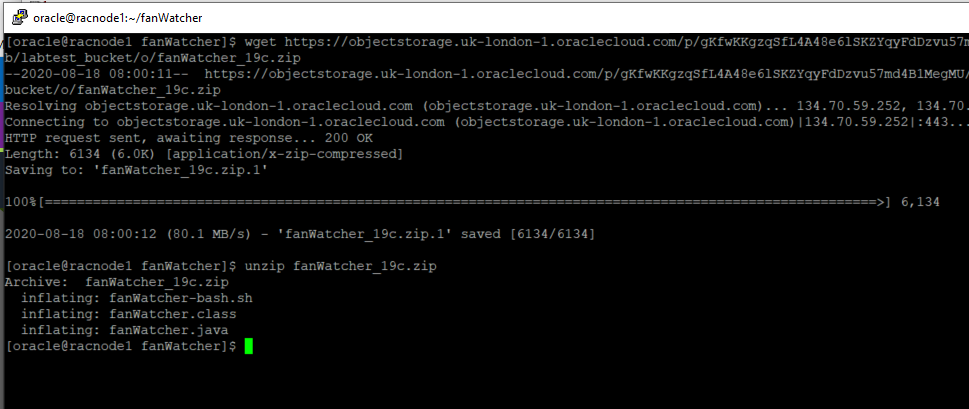 oracle@racnode1:~/fanWatcher
[oracle@racnode1 fanWatcher]$ wget https://objectstorage.uk-london-1.oraclecloud.com/p/gKfwKKgzqSfL4A48e6lSKZYqyFdDzvu57m
b/labtest_bucket/o/fanWatcher_19c.zip
--2020-08-18 08:00:11-- https://objectstorage.uk-london-1.oraclecloud.com/p/gKfwKKgzqSfL4A48e6lSKZYqyFdDzvu57md4B1MegMU/
bucket/o/fanWatcher_19c.zip
Resolving objectstorage.uk-london-1.oraclecloud.com (objectstorage.uk-london-1.oraclecloud.com)... 134.70.59.252, 134.70.
Connecting to objectstorage.uk-london-1.oraclecloud.com (objectstorage.uk-london-1.oraclecloud.com)|134.70.59.252|:443...
HTTP request sent, awaiting response... 200 OK
Length: 6134 (6.0K) [application/x-zip-compressed]
Saving to: 'fanWatcher_19c.zip.1'
100%[========================================================================================================>] 6,134
2020-08-18 08:00:12 (80.1 MB/s) - 'fanWatcher_19c.zip.1' saved [6134/6134]
[oracle@racnode1 fanWatcher]$ unzip fanWatcher_19c.zip
Archive:  fanWatcher_19c.zip
  inflating: fanWatcher-bash.sh
  inflating: fanWatcher.class
  inflating: fanWatcher.java
[oracle@racnode1 fanWatcher]$